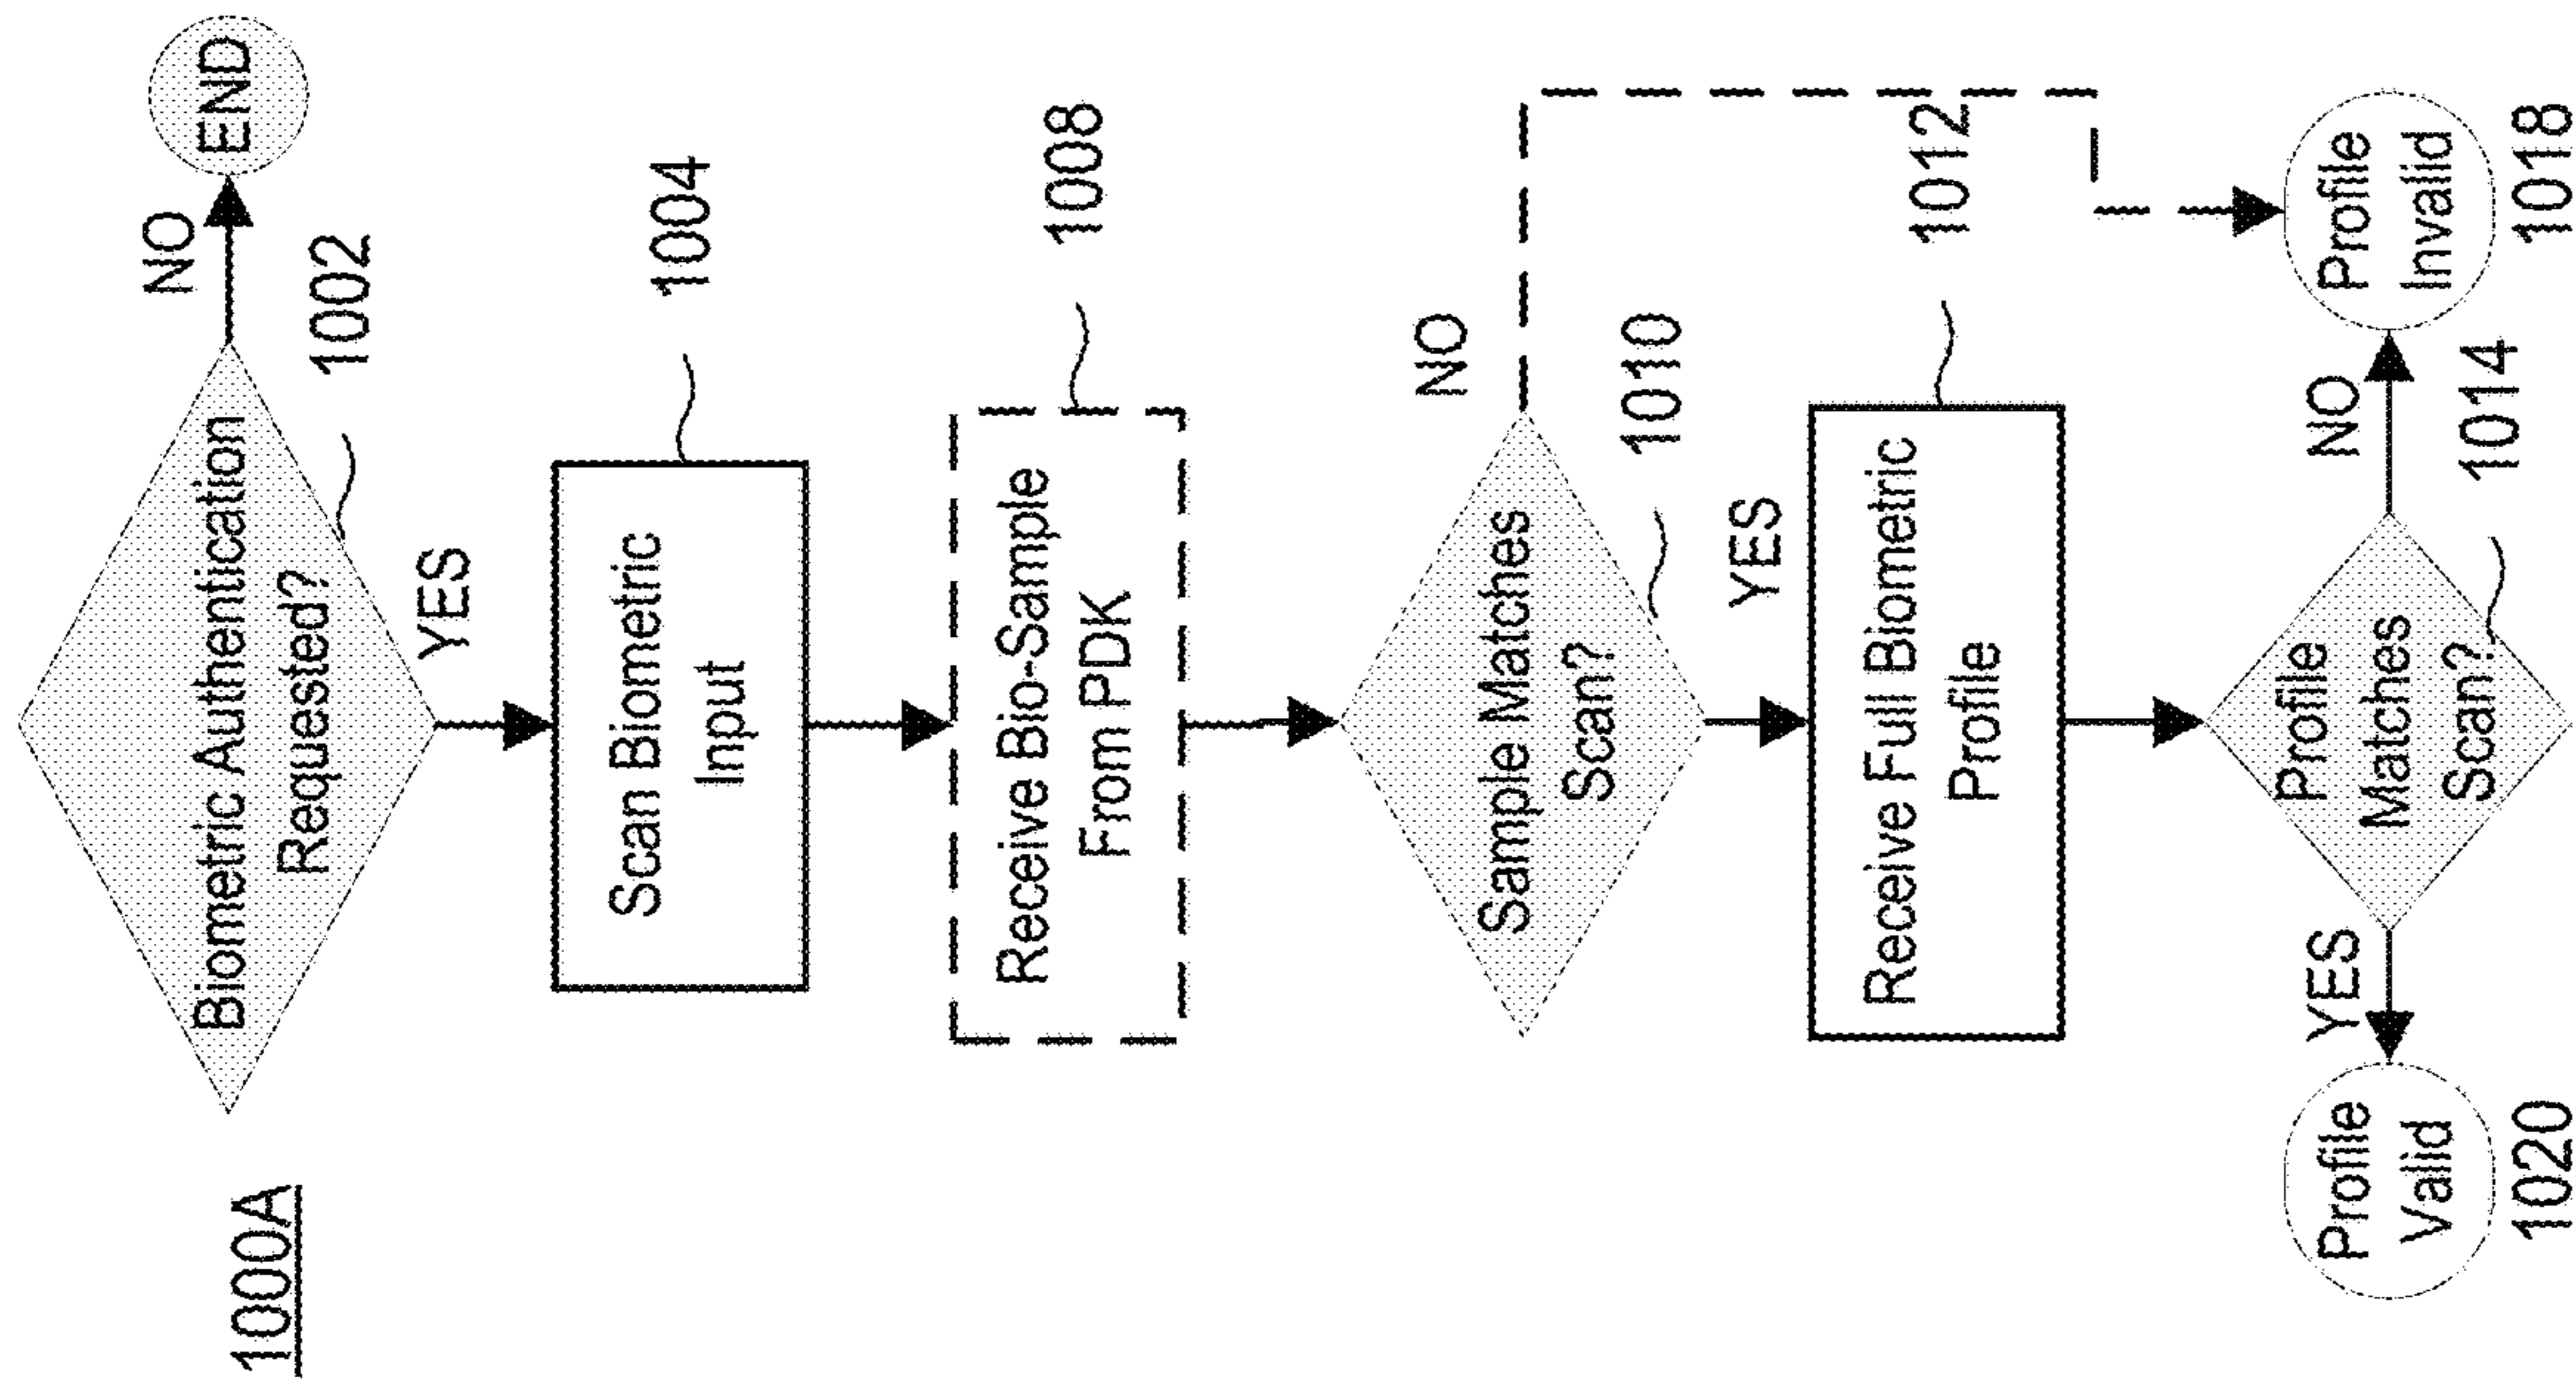 1000A
Biometric Authentication
Requested?
1002
NO
END
YES
Scan Biometric
Input
1004
Receive Bio-Sample
From PDK
1008
Sample Matches
Scan?
1010
NO
YES
Receive Full Biometric
Profile
1012
Profile
Matches
Scan?
1014
YES
Profile
Valid
1020
NO
Profile
Invalid
1018